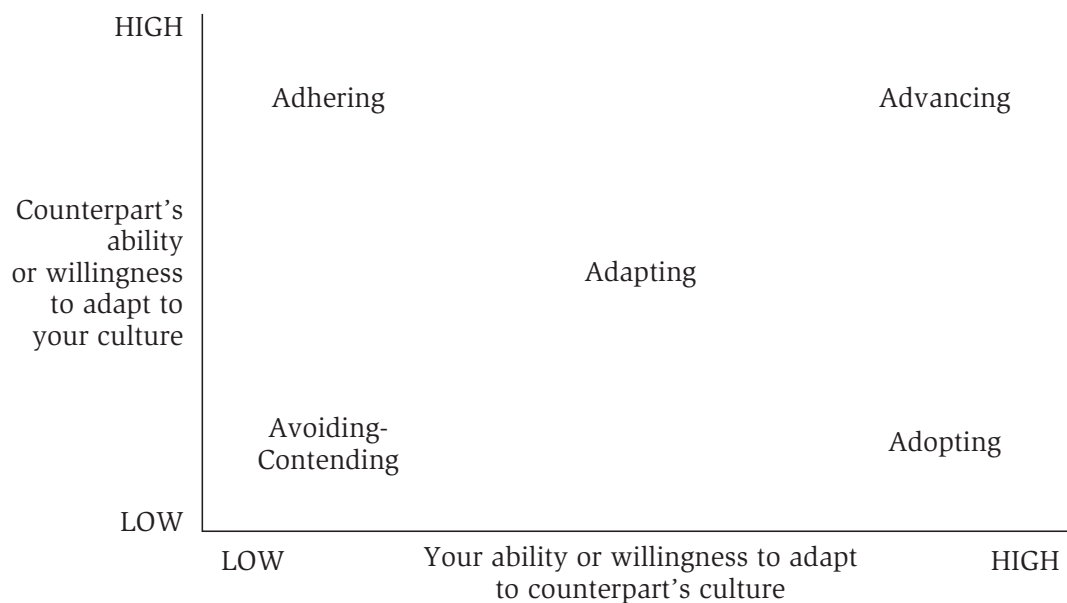 HIGH
Adhering
Advancing
Counterpart’s
ability
or willingness
to adapt to
your culture
Adapting
Avoiding-
Contending
Adopting
LOW
LOW
Your ability or willingness to adapt
to counterpart’s culture
HIGH